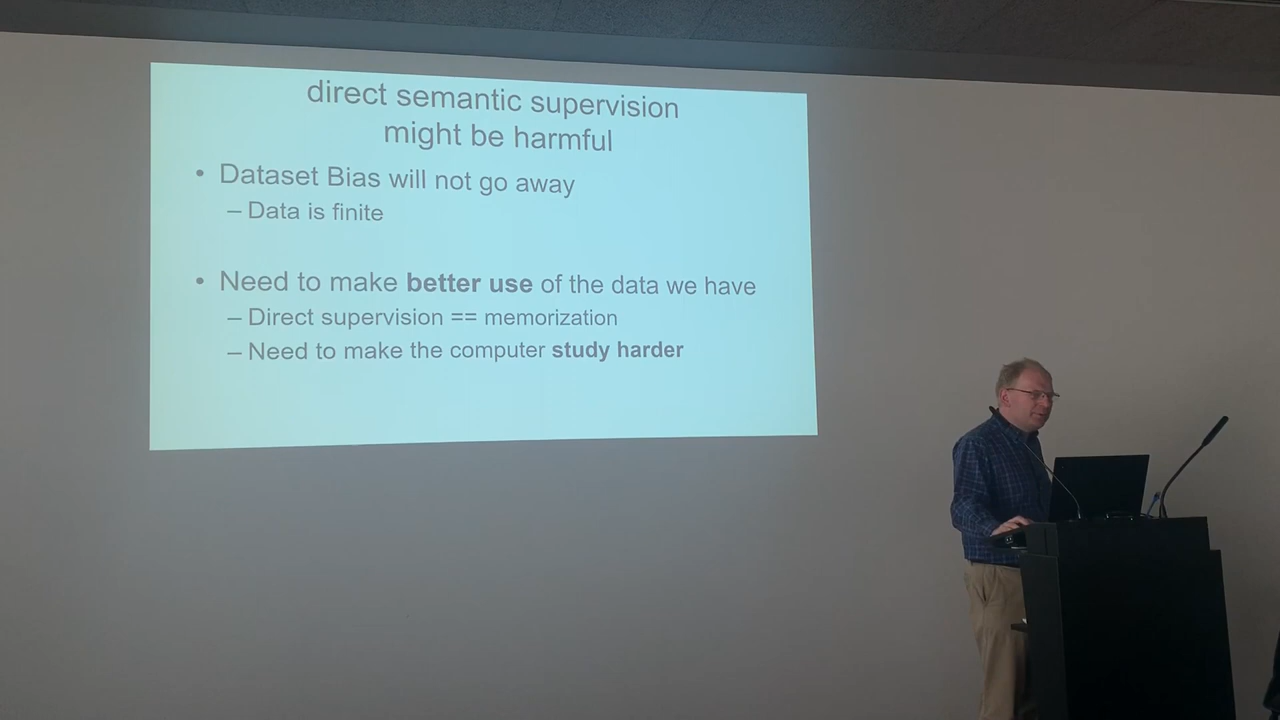 direct semantic supervision
might be harmful
• Dataset Bias will not go away
– Data is finite
• Need to make better use of the data we have
– Direct supervision == memorization
– Need to make the computer study harder